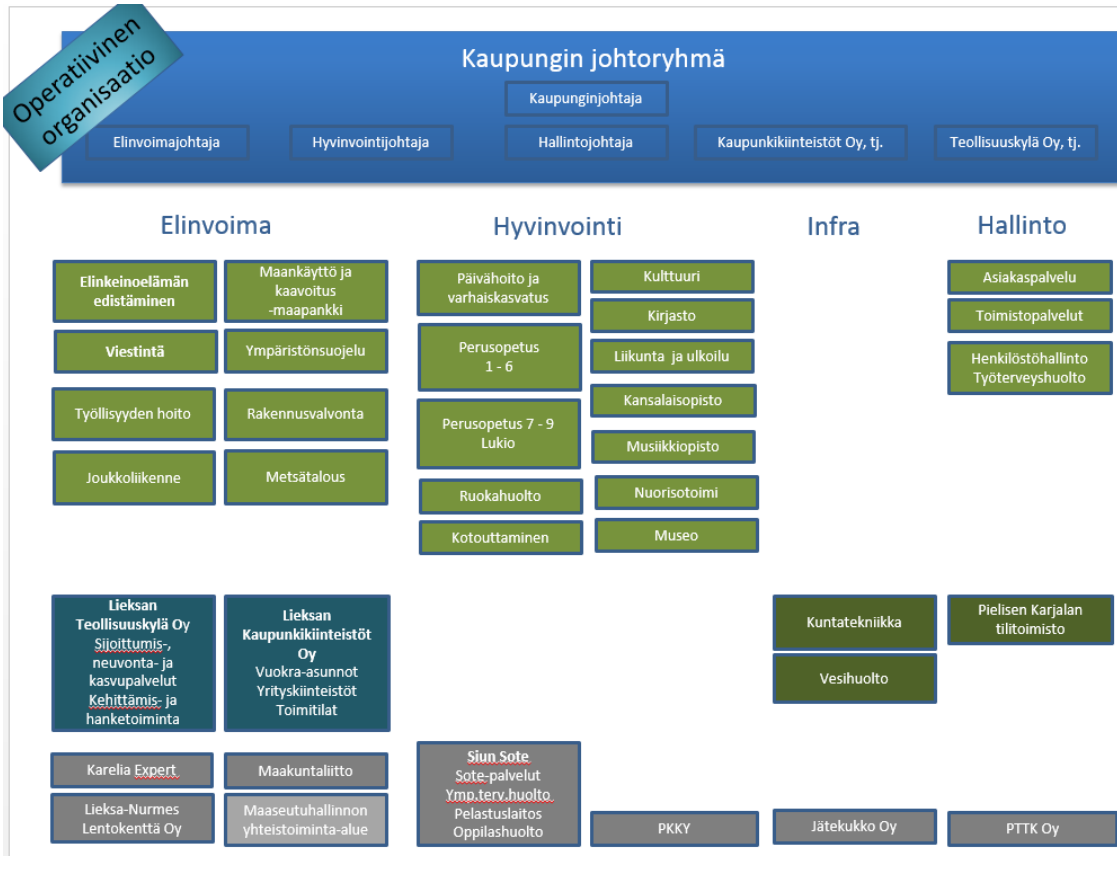 Operatiivinen
organisaatio
Kaupungin johtoryhmä
Kaupunginjohtaja
Elinvoimajohtaja
Hyvinvointijohtaja
Hallintojohtaja
Kaupunkikiinteistöt Oy, tj.
Teollisuuskylä Oy, tj.
Elinvoima
Elinkeinoelämän
edistäminen
Maankäyttö ja
kaavoitus
-maapankki
Viestintä
Ympäristönsuojelu
Työllisyyden hoito
Rakennusvalvonta
Joukkoliikenne
Metsätalous
Lieksan
Teollisuuskylä Oy
Sijoittumis-,
neuvonta- ja
kasvupalvelut
Kehittämis- ja
hanketoiminta
Lieksan
Kaupunkikiinteistöt
Oy
Vuokra-asunnot
Yrityskiinteistöt
Toimitilat
Karelia Expert
Maakuntaliitto
Lieksa-Nurmes
Lentokenttä Oy
Maaseutuhallinnon
yhteistoiminta-alue
Hyvinvointi
Päivähoito ja
varhaiskasvatus
Perusopetus
1 - 6
Perusopetus 7 - 9
Lukio
Ruokahuolto
Kotouttaminen
Kulttuuri
Kirjasto
Liikunta ja ulkoilu
Kansalaisopisto
Musiikkiopisto
Nuorisotoimi
Museo
Siun Sote
Sote-palvelut
Ymp.terv.huolto
Pelastuslaitos
Oppilashuolto
PKKY
Infra
Kuntatekniikka
Vesihuolto
Jätekukko Oy
Hallinto
Asiakaspalvelu
Toimistopalvelut
Henkilöstöhallinto
Työterveyshuolto
Pielisen Karjalan
tilitoimisto
PTTK Oy